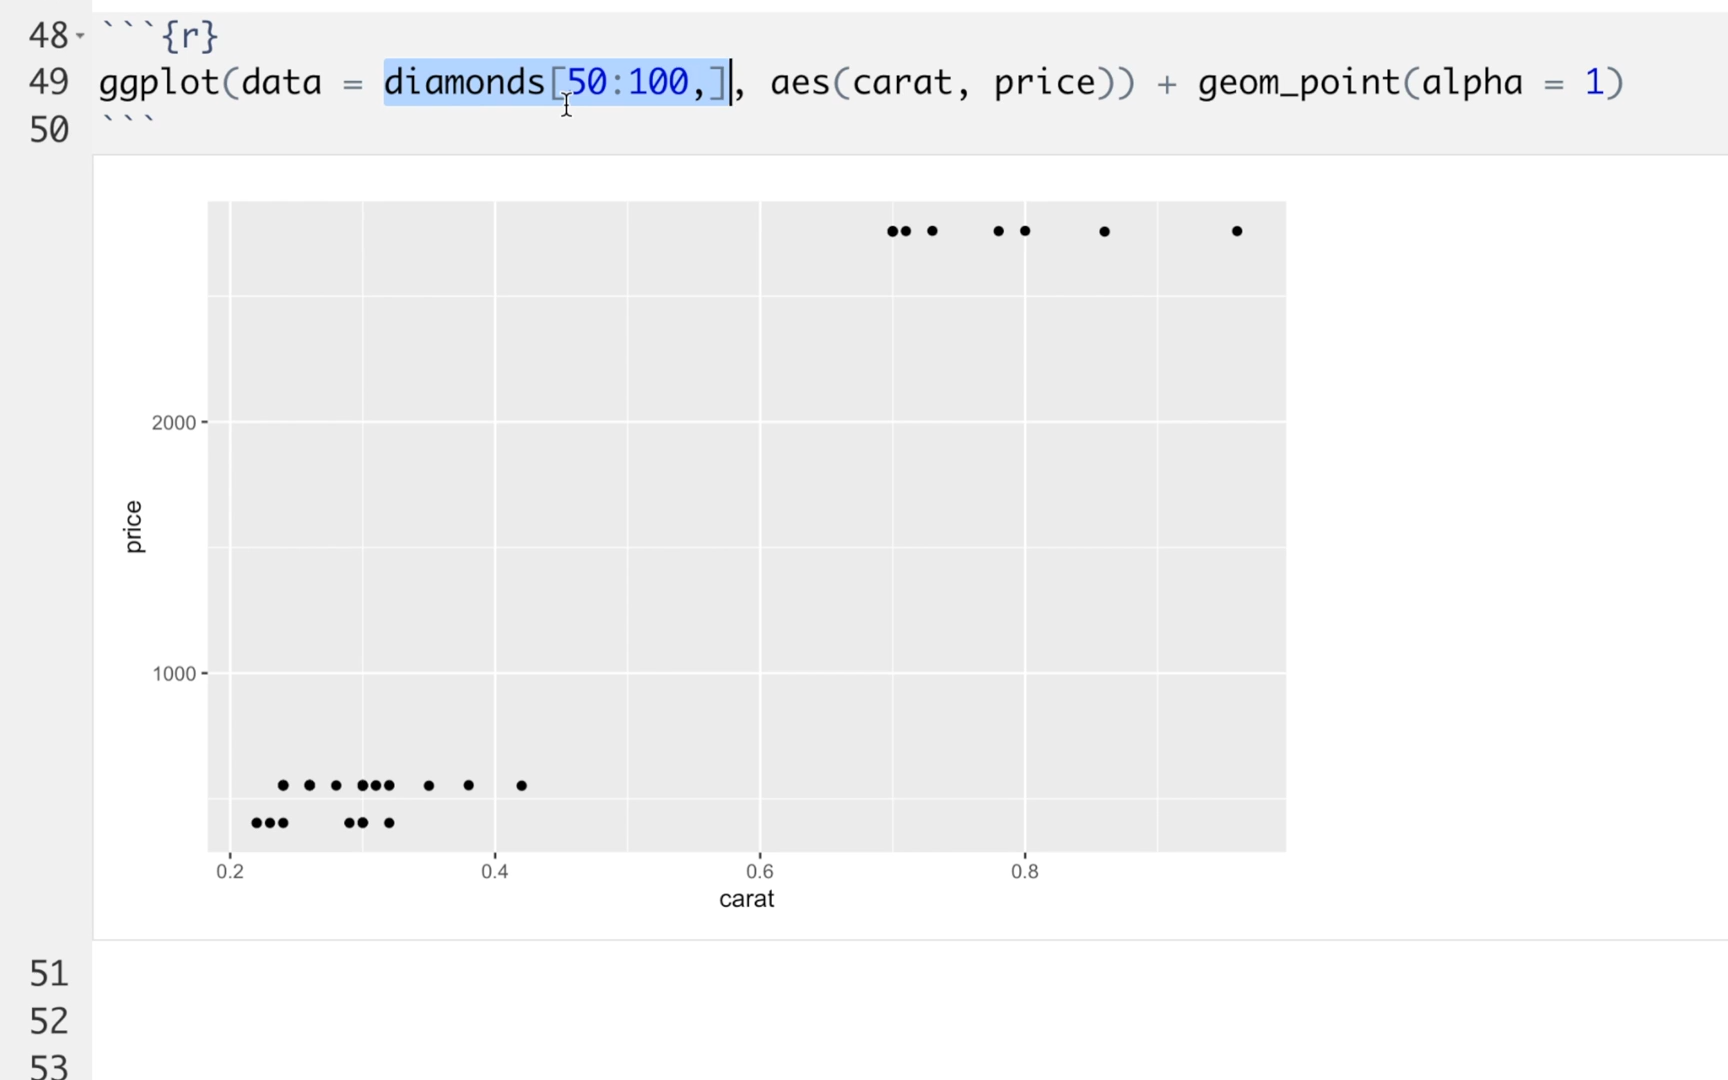 48 ```{r}
49 ggplot(data = diamonds[50:100,], aes(carat, price)) + geom_point(alpha = 1)
50 ```
2000
price
1000
0.2 0.4 0.6 0.8
carat
51
52
53